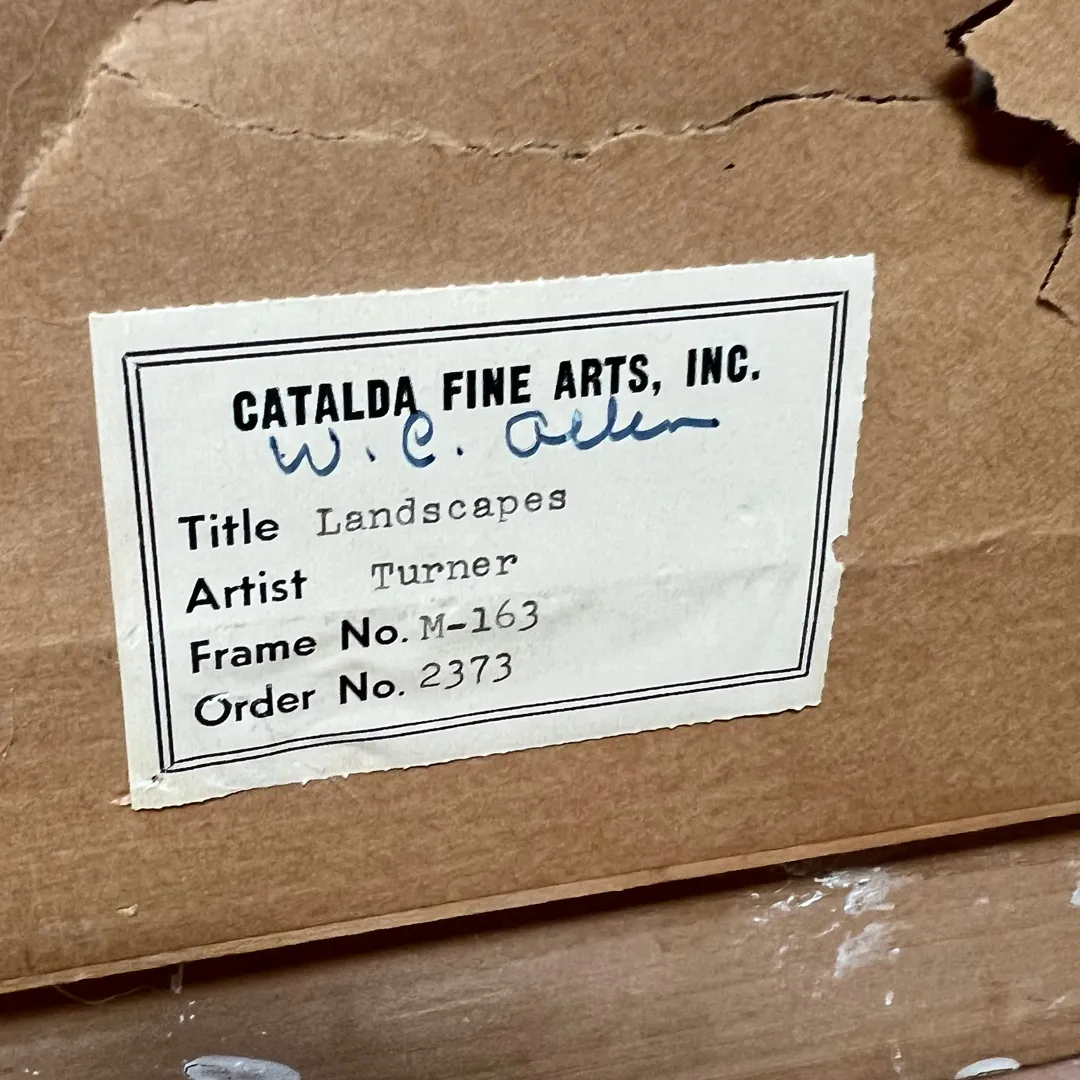 CATALDA FINE ARTS, INC.
W. C. Allen
Title Landscapes
Artist Turner
Frame No. M-163
Order No. 2373